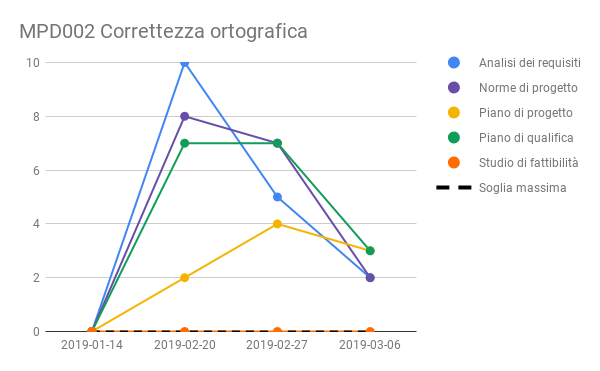 MPD002 Correttezza ortografica
10
8
6
4
2
0
2019-01-14
2019-02-20
2019-02-27
2019-03-06
Analisi dei requisiti
Norme di progetto
Piano di progetto
Piano di qualifica
Studio di fattibilità
Soglia massima